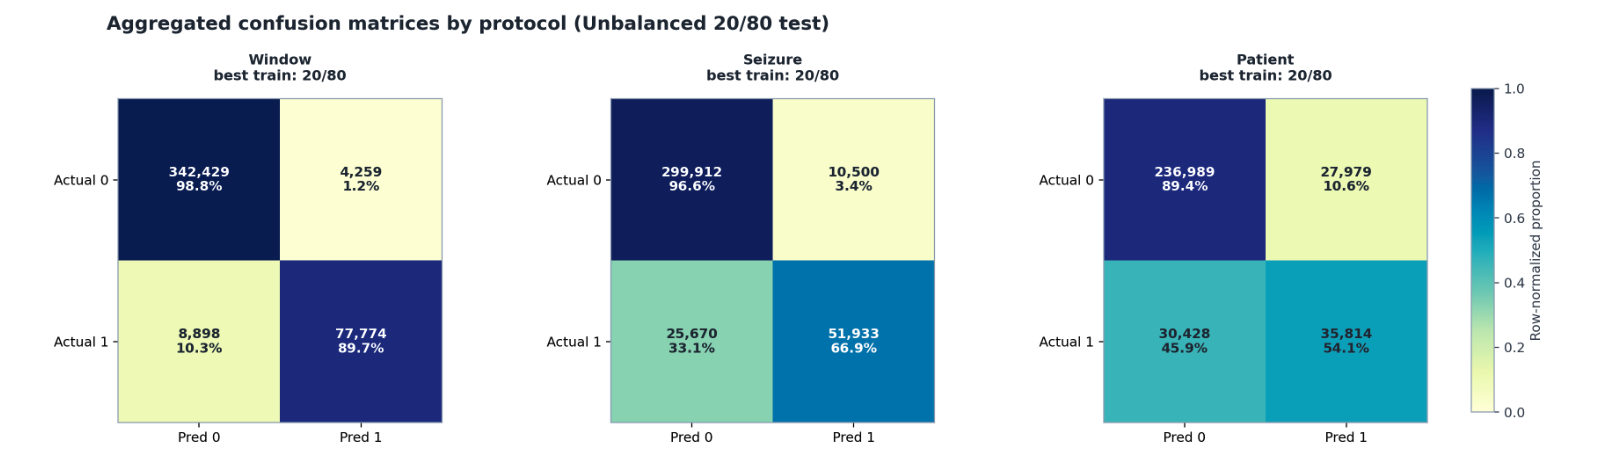 Aggregated confusion matrices by protocol (Unbalanced 20/80 test)
Window
best train: 20/80
Actual 0
342,429
98.8%
4,259
1.2%
Actual 1
8,898
10.3%
77,774
89.7%
Pred 0
Pred 1
Seizure
best train: 20/80
Actual 0
299,912
96.6%
10,500
3.4%
Actual 1
25,670
33.1%
51,933
66.9%
Pred 0
Pred 1
Patient
best train: 20/80
Actual 0
236,989
89.4%
27,979
10.6%
Actual 1
30,428
45.9%
35,814
54.1%
Pred 0
Pred 1
1.0
0.8
0.6
0.4
0.2
0.0
Row-normalized proportion